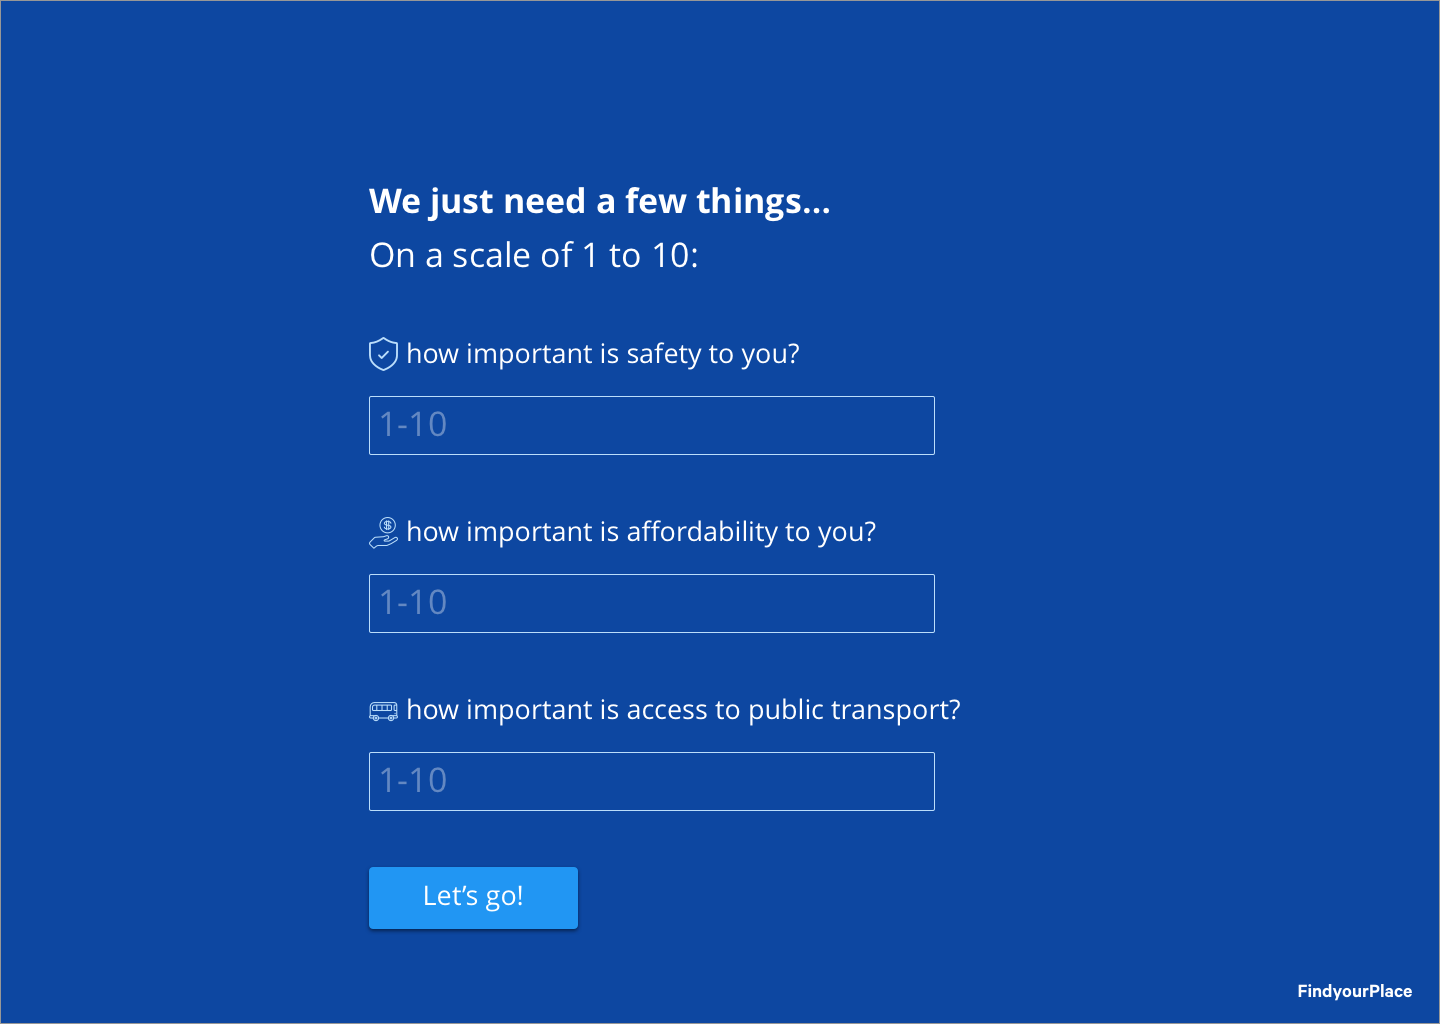 We just need a few things...
On a scale of 1 to 10:
how important is safety to you?
1-10
how important is affordability to you?
1-10
how important is access to public transport?
1-10
Let’s go!
FindyourPlace